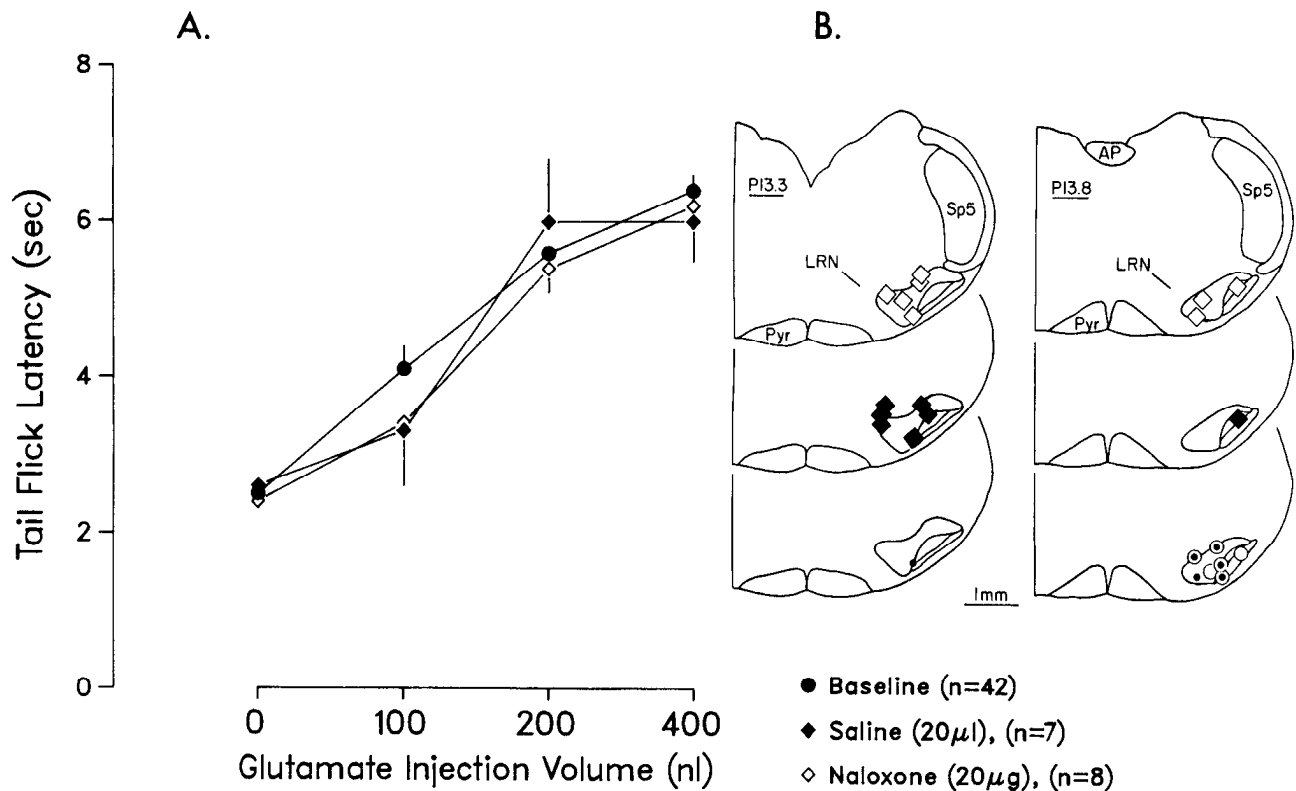 A.
B.
8
6
4
2
0
Tail Flick Latency (sec)
0 100 200 400
Glutamate Injection Volume (nl)
P13.3
Sp5
LRN
Pyr
AP
P13.8
Sp5
LRN
Pyr
1mm
Baseline (n=42)
Saline (20μl), (n=7)
Naloxone (20μg), (n=8)